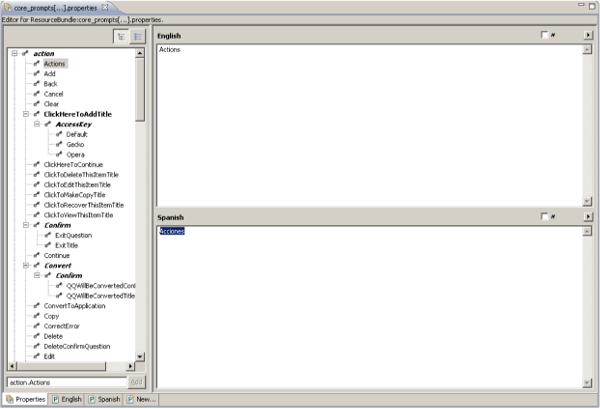 core_prompts[...].properties
Editor for ResourceBundle:core_prompts[...].properties.
action
Actions
Add
Back
Cancel
Clear
ClickHereToAddTitle
AccessKey
Default
Gecko
Opera
ClickHereToContinue
ClickToDeleteThisItemTitle
ClickToEditThisItemTitle
ClickToMakeCopyTitle
ClickToRecoverThisItemTitle
ClickToViewThisItemTitle
Confirm
ExitQuestion
ExitTitle
Continue
Convert
Confirm
QQWillBeConvertedConf
QQWillBeConvertedTitle
ConvertToApplication
Copy
CorrectError
Delete
DeleteConfirmQuestion
Edit
action.Actions
Add
English
#
Actions
Spanish
#
Acciones
Properties
English
Spanish
New...